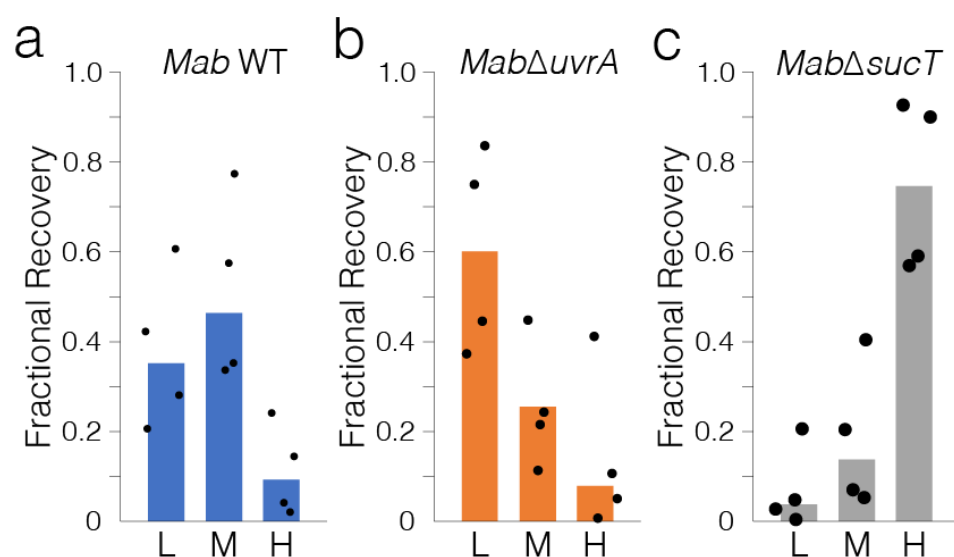 a
Mab WT
Fractional Recovery
1.0
0.8
0.6
0.4
0.2
0
L M H
b
MabΔuvrA
Fractional Recovery
1.0
0.8
0.6
0.4
0.2
0
L M H
c
MabΔsucT
Fractional Recovery
1.0
0.8
0.6
0.4
0.2
0
L M H